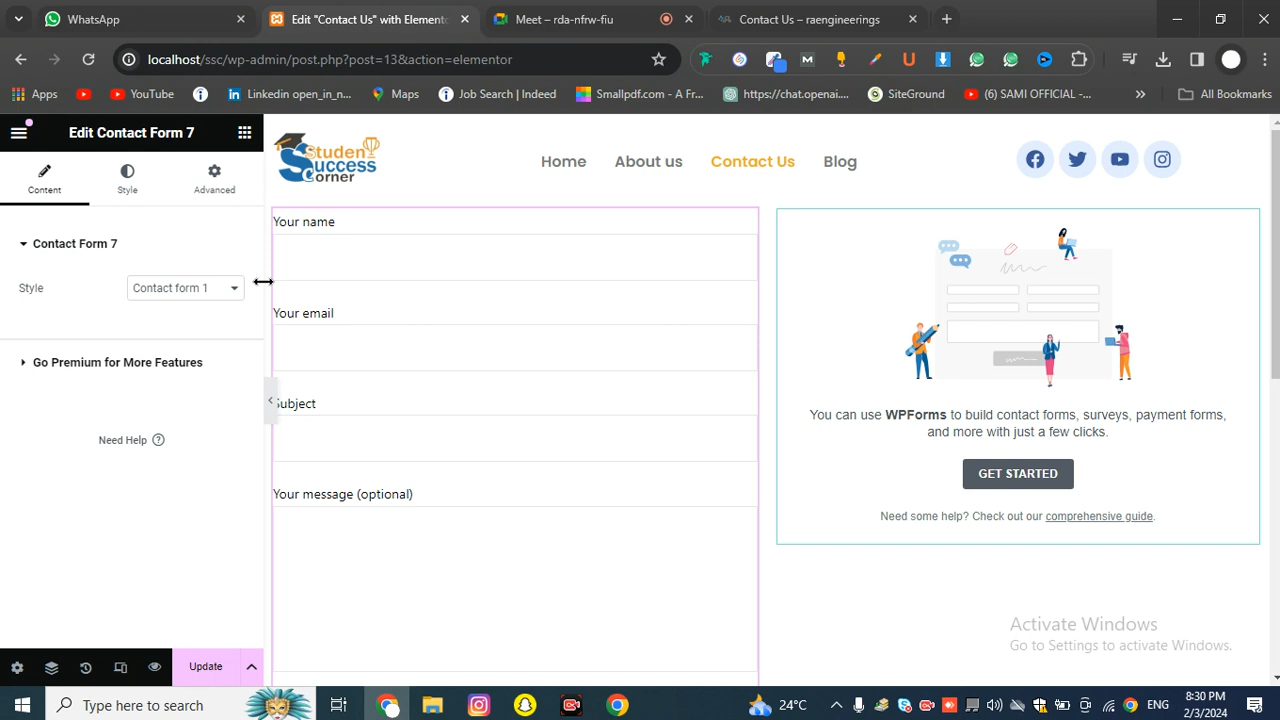 WhatsApp
Edit "Contact Us" with Elemento
Meet – rda-nfrw-fiu
Contact Us – raengineerings
localhost/ssc/wp-admin/post.php?post=13&action=elementor
Apps
YouTube
Linkedin open_in_n...
Maps
Job Search | Indeed
Smallpdf.com - A Fr...
https://chat.openai....
SiteGround
(6) SAMI OFFICIAL -...
All Bookmarks
Edit Contact Form 7
Content
Style
Advanced
Contact Form 7
Style
Contact form 1
Go Premium for More Features
Need Help
Update
Studen
Success
orner
Home
About us
Contact Us
Blog
Your name
Your email
Subject
Your message (optional)
You can use WPForms to build contact forms, surveys, payment forms,
and more with just a few clicks.
GET STARTED
Need some help? Check out our comprehensive guide.
Activate Windows
Go to Settings to activate Windows.
Type here to search
24°C
ENG
8:30 PM
2/3/2024